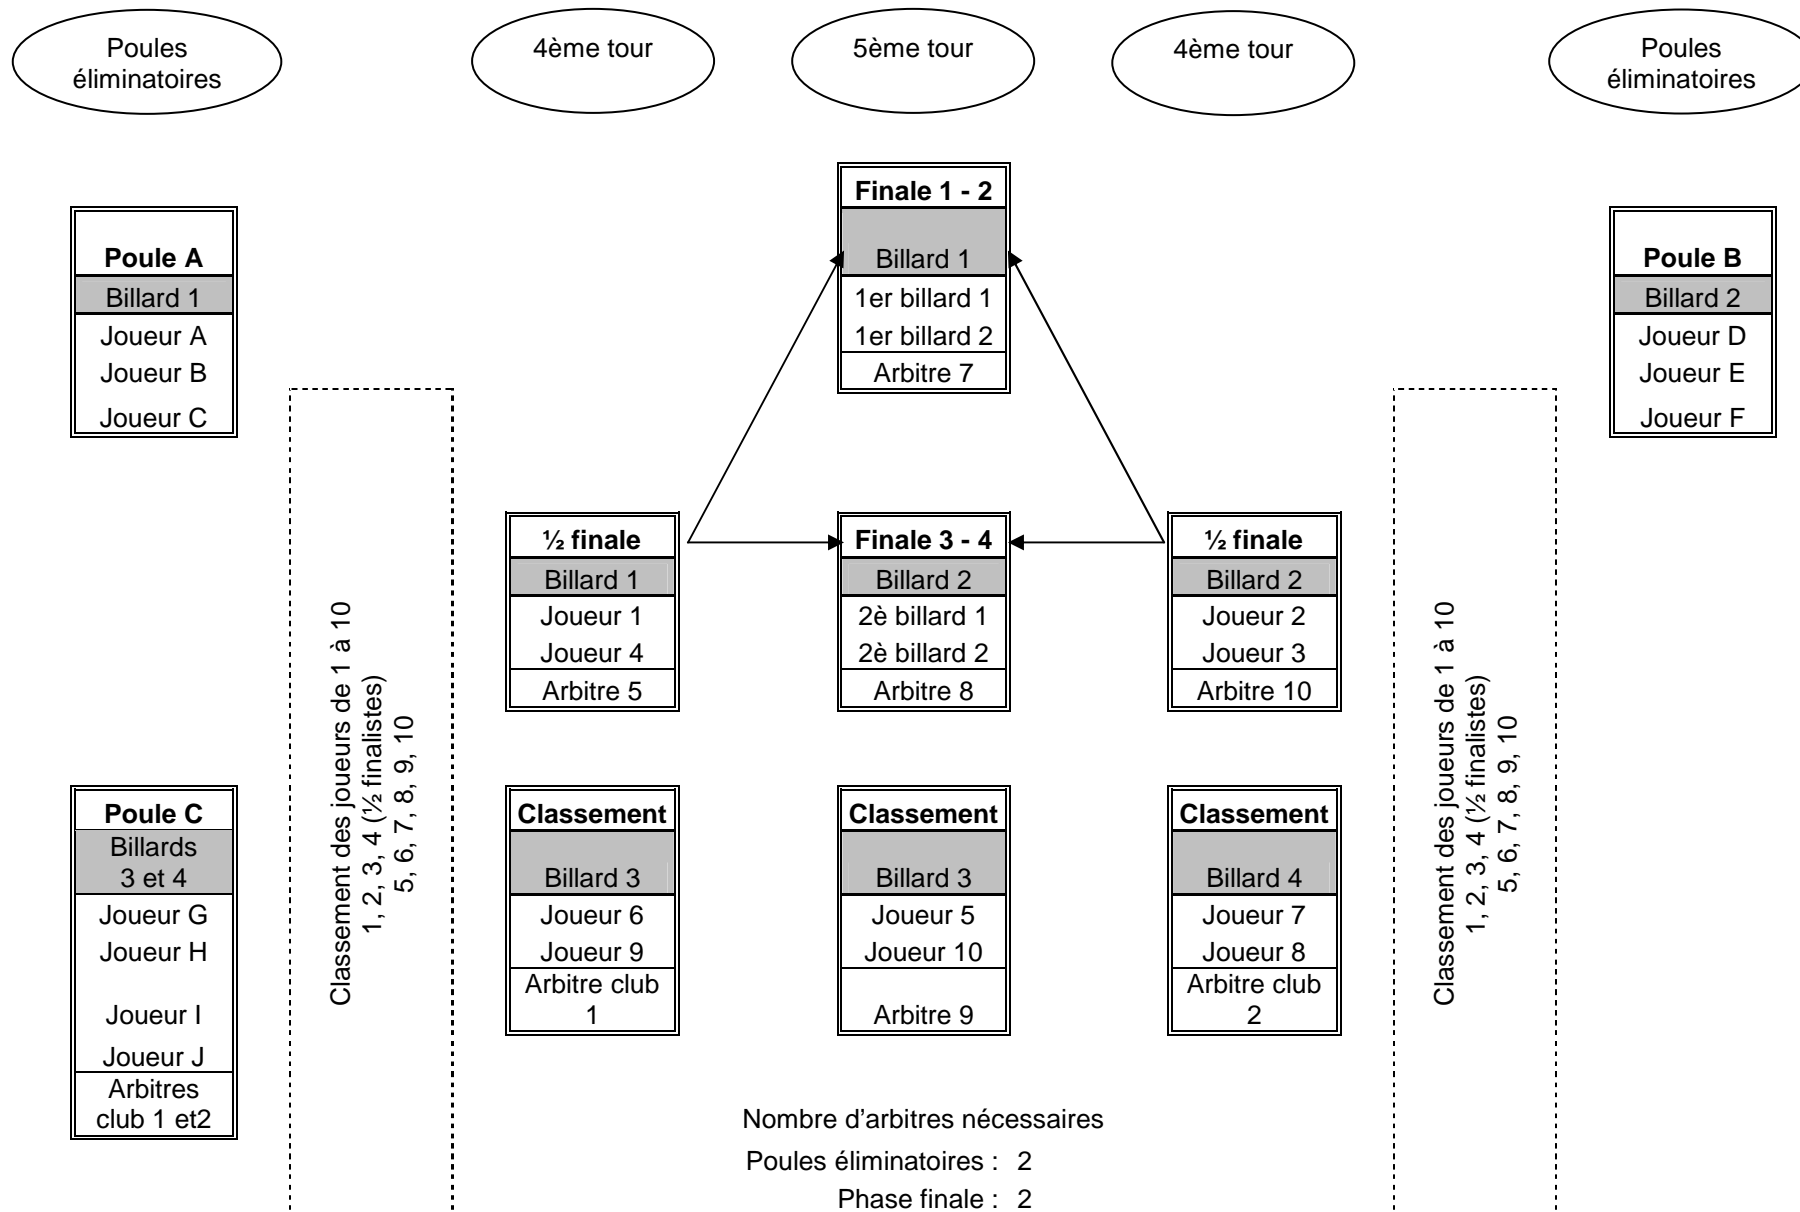 Poules
éliminatoires
4ème tour
5ème tour
4ème tour
Poules
éliminatoires
Poule A
Billard 1
Joueur A
Joueur B
Joueur C
Finale 1 - 2
Billard 1
1er billard 1
1er billard 2
Arbitre 7
Poule B
Billard 2
Joueur D
Joueur E
Joueur F
Classement des joueurs de 1 à 10
1, 2, 3, 4 (½ finalistes)
5, 6, 7, 8, 9, 10
½ finale
Billard 1
Joueur 1
Joueur 4
Arbitre 5
Finale 3 - 4
Billard 2
2è billard 1
2è billard 2
Arbitre 8
½ finale
Billard 2
Joueur 2
Joueur 3
Arbitre 10
Classement des joueurs de 1 à 10
1, 2, 3, 4 (½ finalistes)
5, 6, 7, 8, 9, 10
Poule C
Billards
3 et 4
Joueur G
Joueur H
Joueur I
Joueur J
Arbitres
club 1 et2
Classement
Billard 3
Joueur 6
Joueur 9
Arbitre club
1
Classement
Billard 3
Joueur 5
Joueur 10
Arbitre 9
Classement
Billard 4
Joueur 7
Joueur 8
Arbitre club
2
Nombre d'arbitres nécessaires
Poules éliminatoires : 2
Phase finale : 2